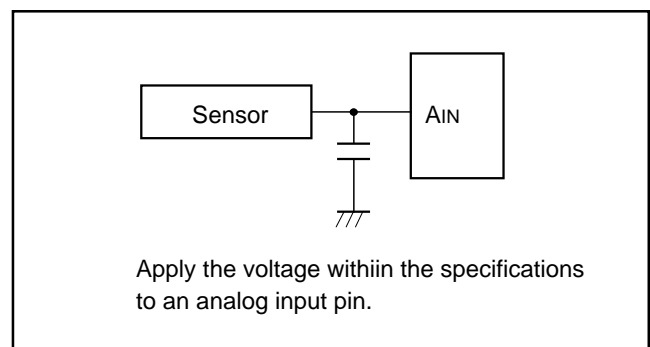 Sensor
AIN
Apply the voltage withiin the specifications
to an analog input pin.